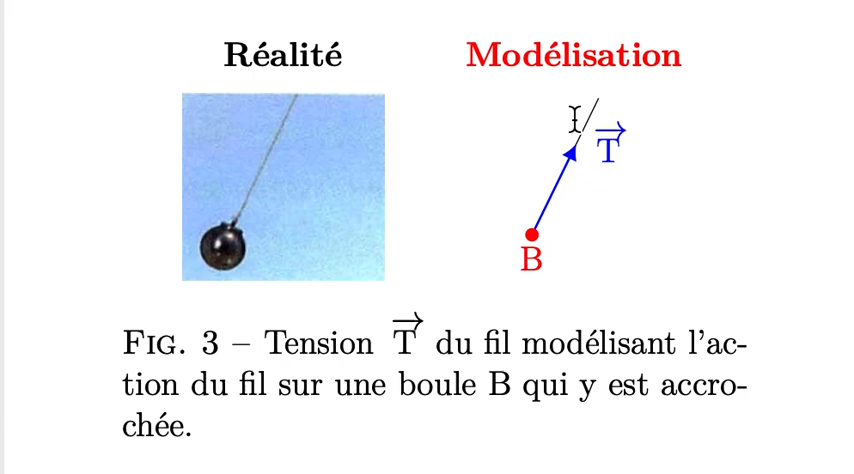 Réalité
Modélisation
T
B
FIG. 3 – Tension T du fil modélisant l'ac-
tion du fil sur une boule B qui y est accro-
chée.